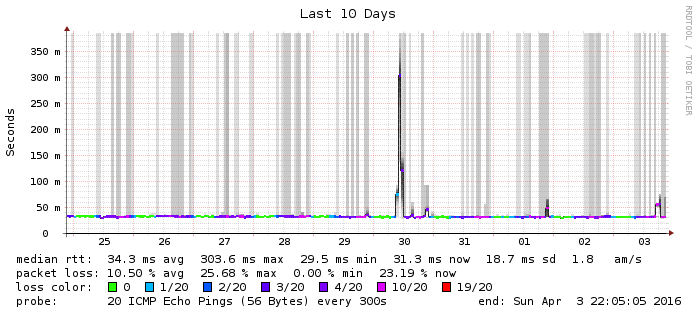 Last 10 Days
RRDTOOL / TOBI OETIKER
Seconds
350 m
300 m
250 m
200 m
150 m
100 m
50 m
0
25 26 27 28 29 30 31 01 02 03
median rtt: 34.3 ms avg 303.6 ms max 29.5 ms min 31.3 ms now 18.7 ms sd 1.8 am/s
packet loss: 10.50 % avg 25.68 % max 0.00 % min 23.19 % now
loss color: 0 1/20 2/20 3/20 4/20 10/20 19/20
probe: 20 ICMP Echo Pings (56 Bytes) every 300s end: Sun Apr 3 22:05:05 2016